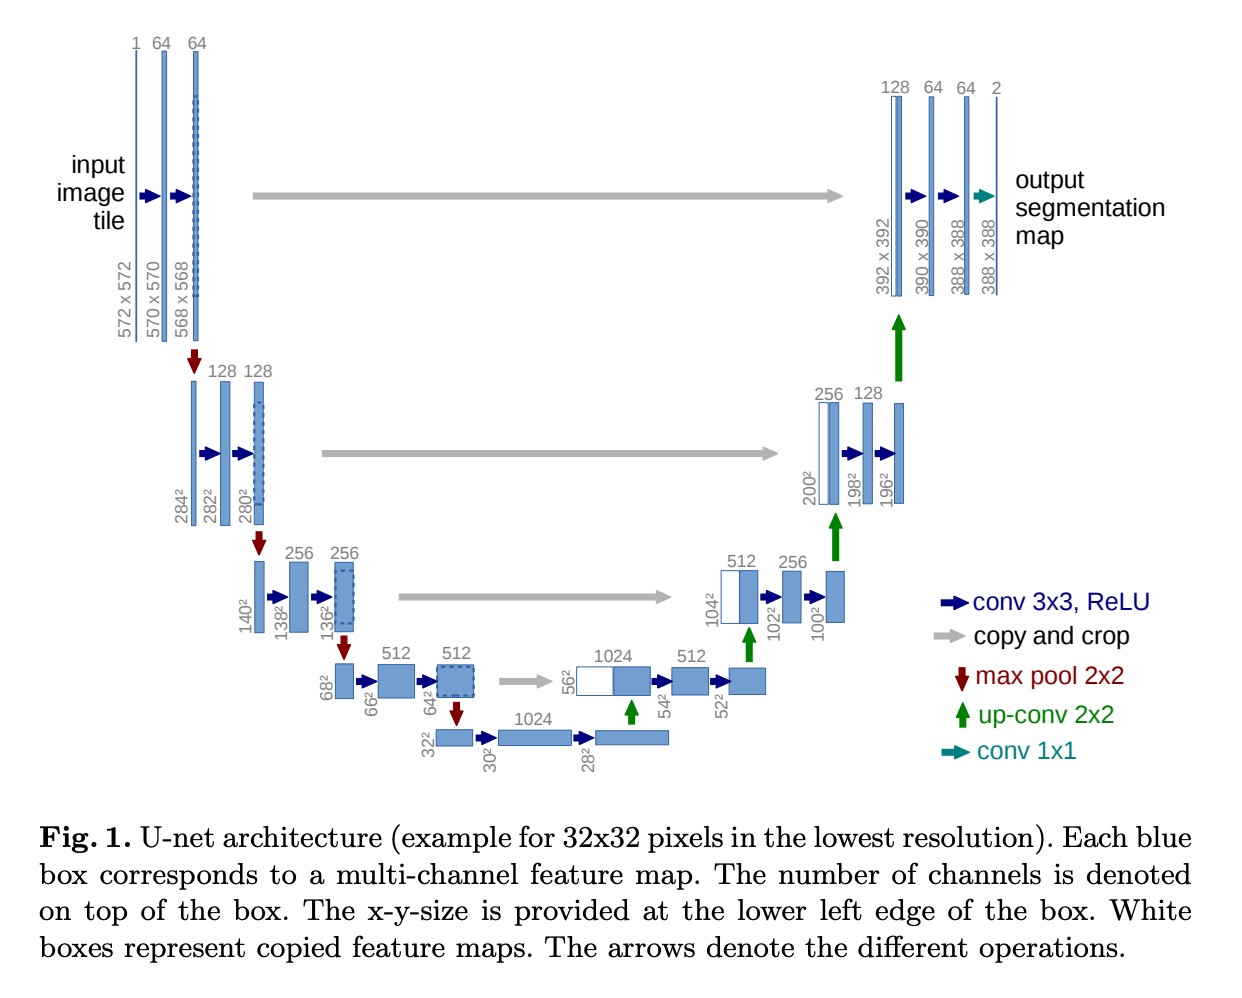 1 64 64
128 64 64 2
input
image
tile
output
segmentation
map
572 x 572
570 x 570
568 x 568
392 x 392
390 x 390
388 x 388
388 x 388
128 128
256 128
284²
282²
280²
200²
198²
196²
256 256
512 256
140²
138²
136²
104²
102²
100²
512 512
1024 512
68²
66²
64²
56²
54²
52²
1024
32²
30²
28²
conv 3x3, ReLU
copy and crop
max pool 2x2
up-conv 2x2
conv 1x1
Fig. 1. U-net architecture (example for 32x32 pixels in the lowest resolution). Each blue
box corresponds to a multi-channel feature map. The number of channels is denoted
on top of the box. The x-y-size is provided at the lower left edge of the box. White
boxes represent copied feature maps. The arrows denote the different operations.